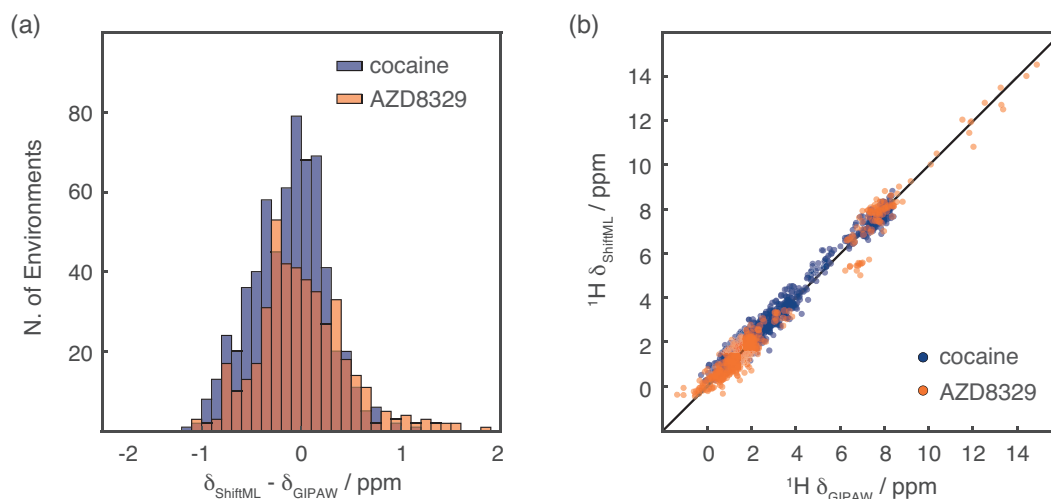 (a)
cocaine
AZD8329
N. of Environments
80
60
40
20
-2
-1
0
1
2
δShiftML - δGIPAW / ppm
(b)
¹H δShiftML / ppm
14
12
10
8
6
4
2
0
cocaine
AZD8329
0 2 4 6 8 10 12 14
¹H δGIPAW / ppm